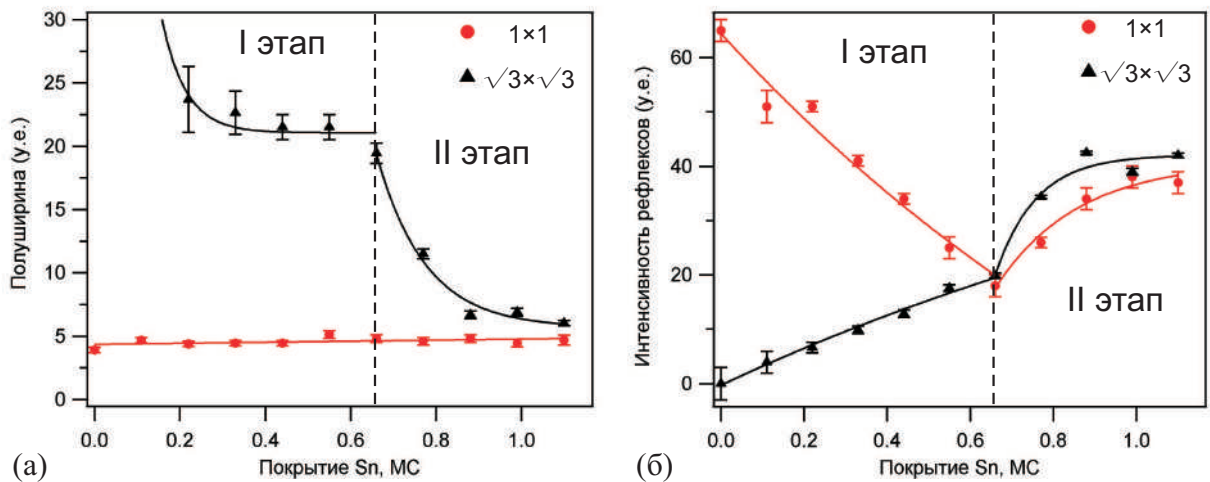 30
25
20
15
10
5
0
Полуширина (у.е.)
I этап
II этап
1×1
√3×√3
0.0 0.2 0.4 0.6 0.8 1.0
Покрытие Sn, МС
(а)
60
40
20
0
Интенсивность рефлексов (у.е.)
I этап
II этап
1×1
√3×√3
0.0 0.2 0.4 0.6 0.8 1.0
Покрытие Sn, МС
(б)